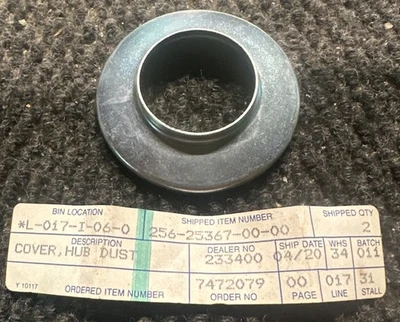 BIN LOCATION SHIPPED ITEM NUMBER SHIPPED QTY
*L-017-I-06-0 256-25367-00-00 2
DESCRIPTION DEALER NO SHIP DATE WHS BATCH
COVER,HUB DUST 233400 04/20 34 011
7472079 00 017 31
Y 10117 ORDERED ITEM NUMBER ORDER NO. PAGE LINE STALL